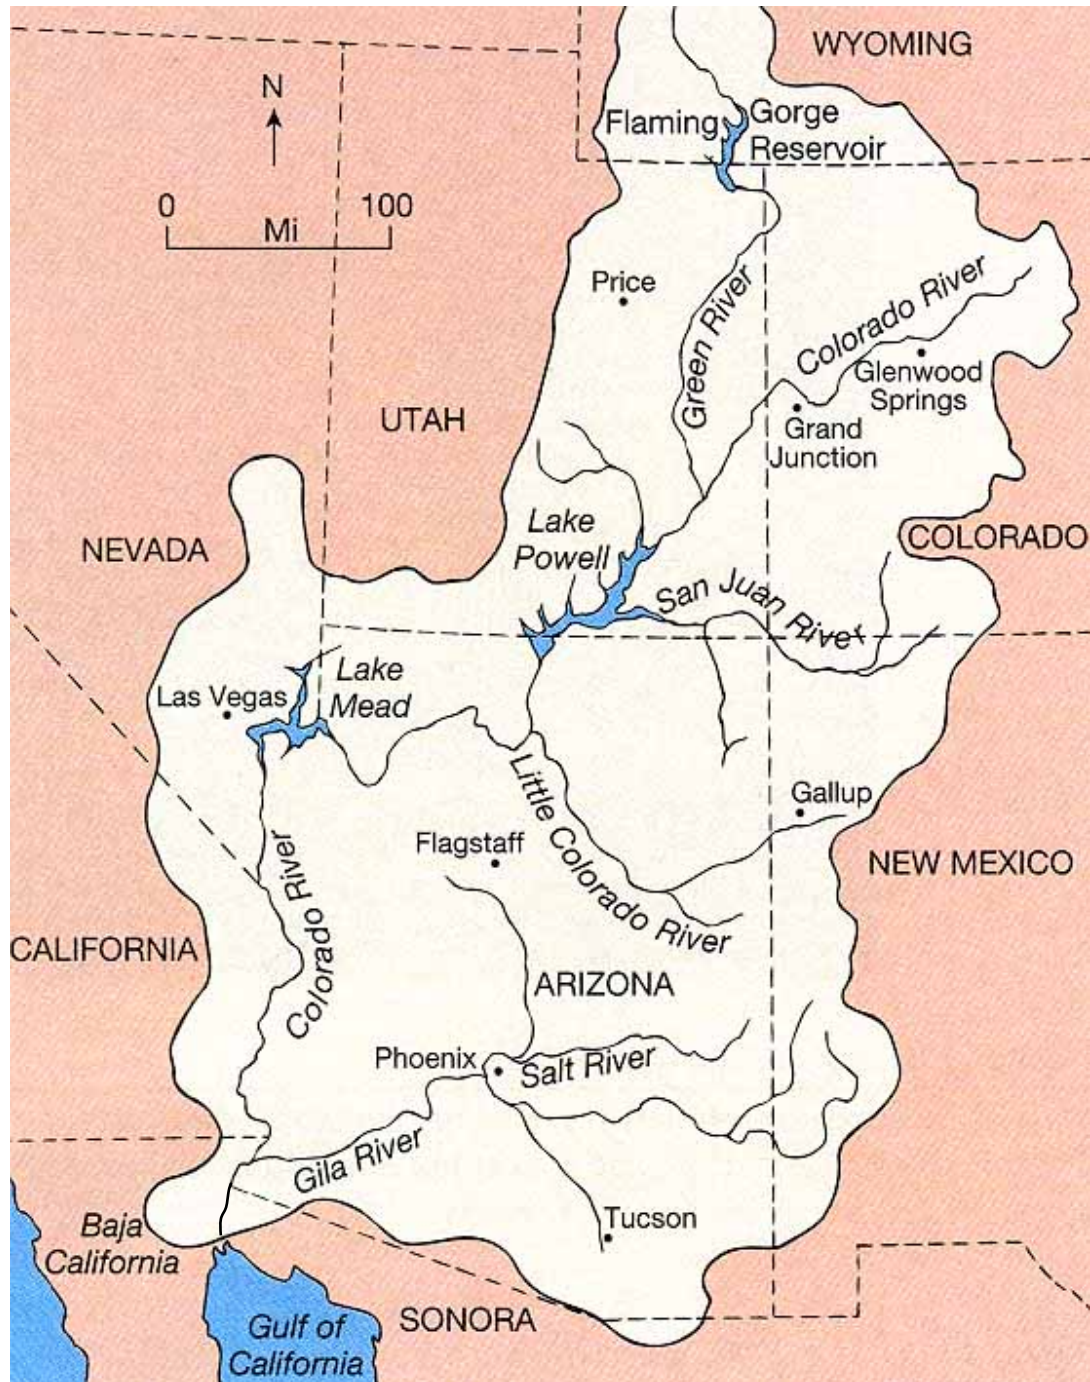 WYOMING
N
Flaming Gorge
Reservoir
0 100
Mi
Price
Green River
Colorado River
Glenwood
Springs
UTAH
Grand
Junction
Lake
Powell
NEVADA
COLORADO
San Juan River
Lake
Mead
Las Vegas
Gallup
Little Colorado River
Flagstaff
NEW MEXICO
Colorado River
CALIFORNIA
ARIZONA
Phoenix
Salt River
Gila River
Tucson
Baja
California
SONORA
Gulf of
California